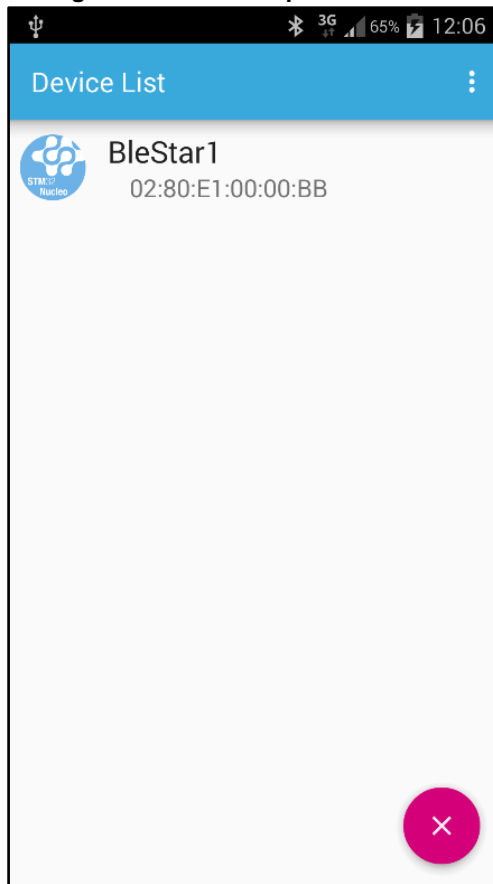 3G 65% 12:06
Device List
BleStar1
STM32
Nucleo
02:80:E1:00:00:BB